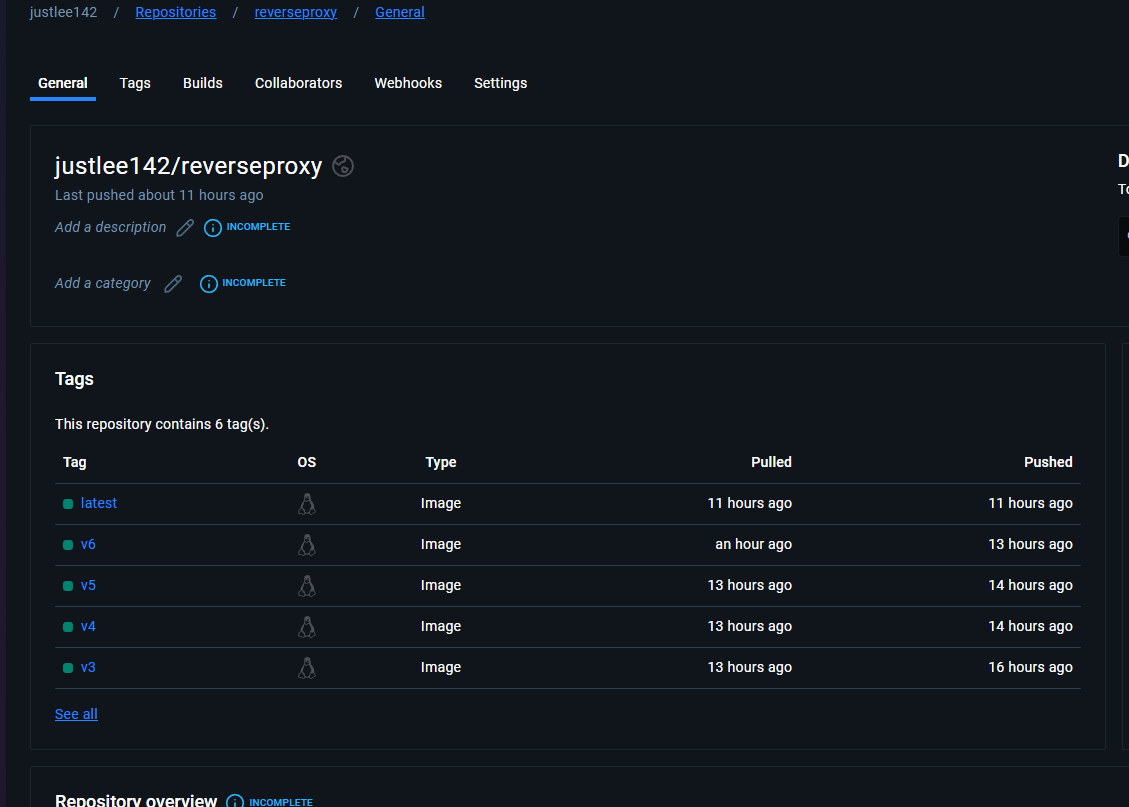 justlee142 / Repositories / reverseproxy / General
General Tags Builds Collaborators Webhooks Settings
justlee142/reverseproxy
Last pushed about 11 hours ago
Add a description INCOMPLETE
Add a category INCOMPLETE
Tags
This repository contains 6 tag(s).
Tag OS Type Pulled Pushed
latest Image 11 hours ago 11 hours ago
v6 Image an hour ago 13 hours ago
v5 Image 13 hours ago 14 hours ago
v4 Image 13 hours ago 14 hours ago
v3 Image 13 hours ago 16 hours ago
See all
Repository overview INCOMPLETE